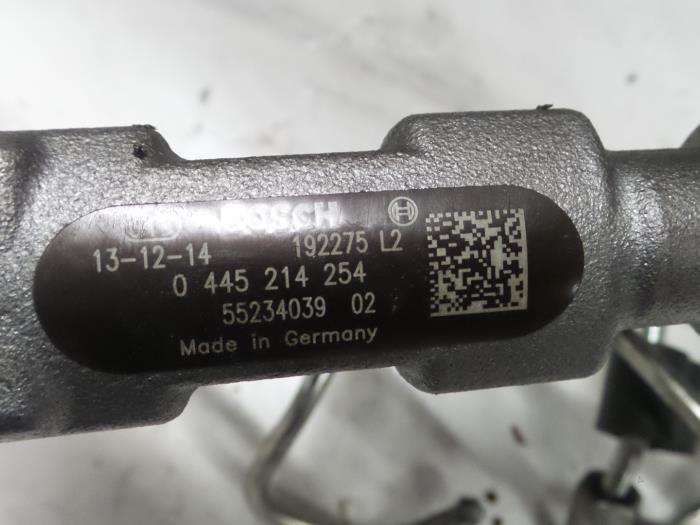 BOSCH
13-12-14 192275 L2
0 445 214 254
55234039 02
Made in Germany